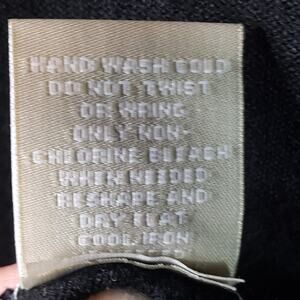 HAND WASH COLD
DO NOT TWIST
OR WRING
ONLY NON-
CHLORINE BLEACH
WHEN NEEDED
RESHAPE AND
DRY FLAT
COOL IRON